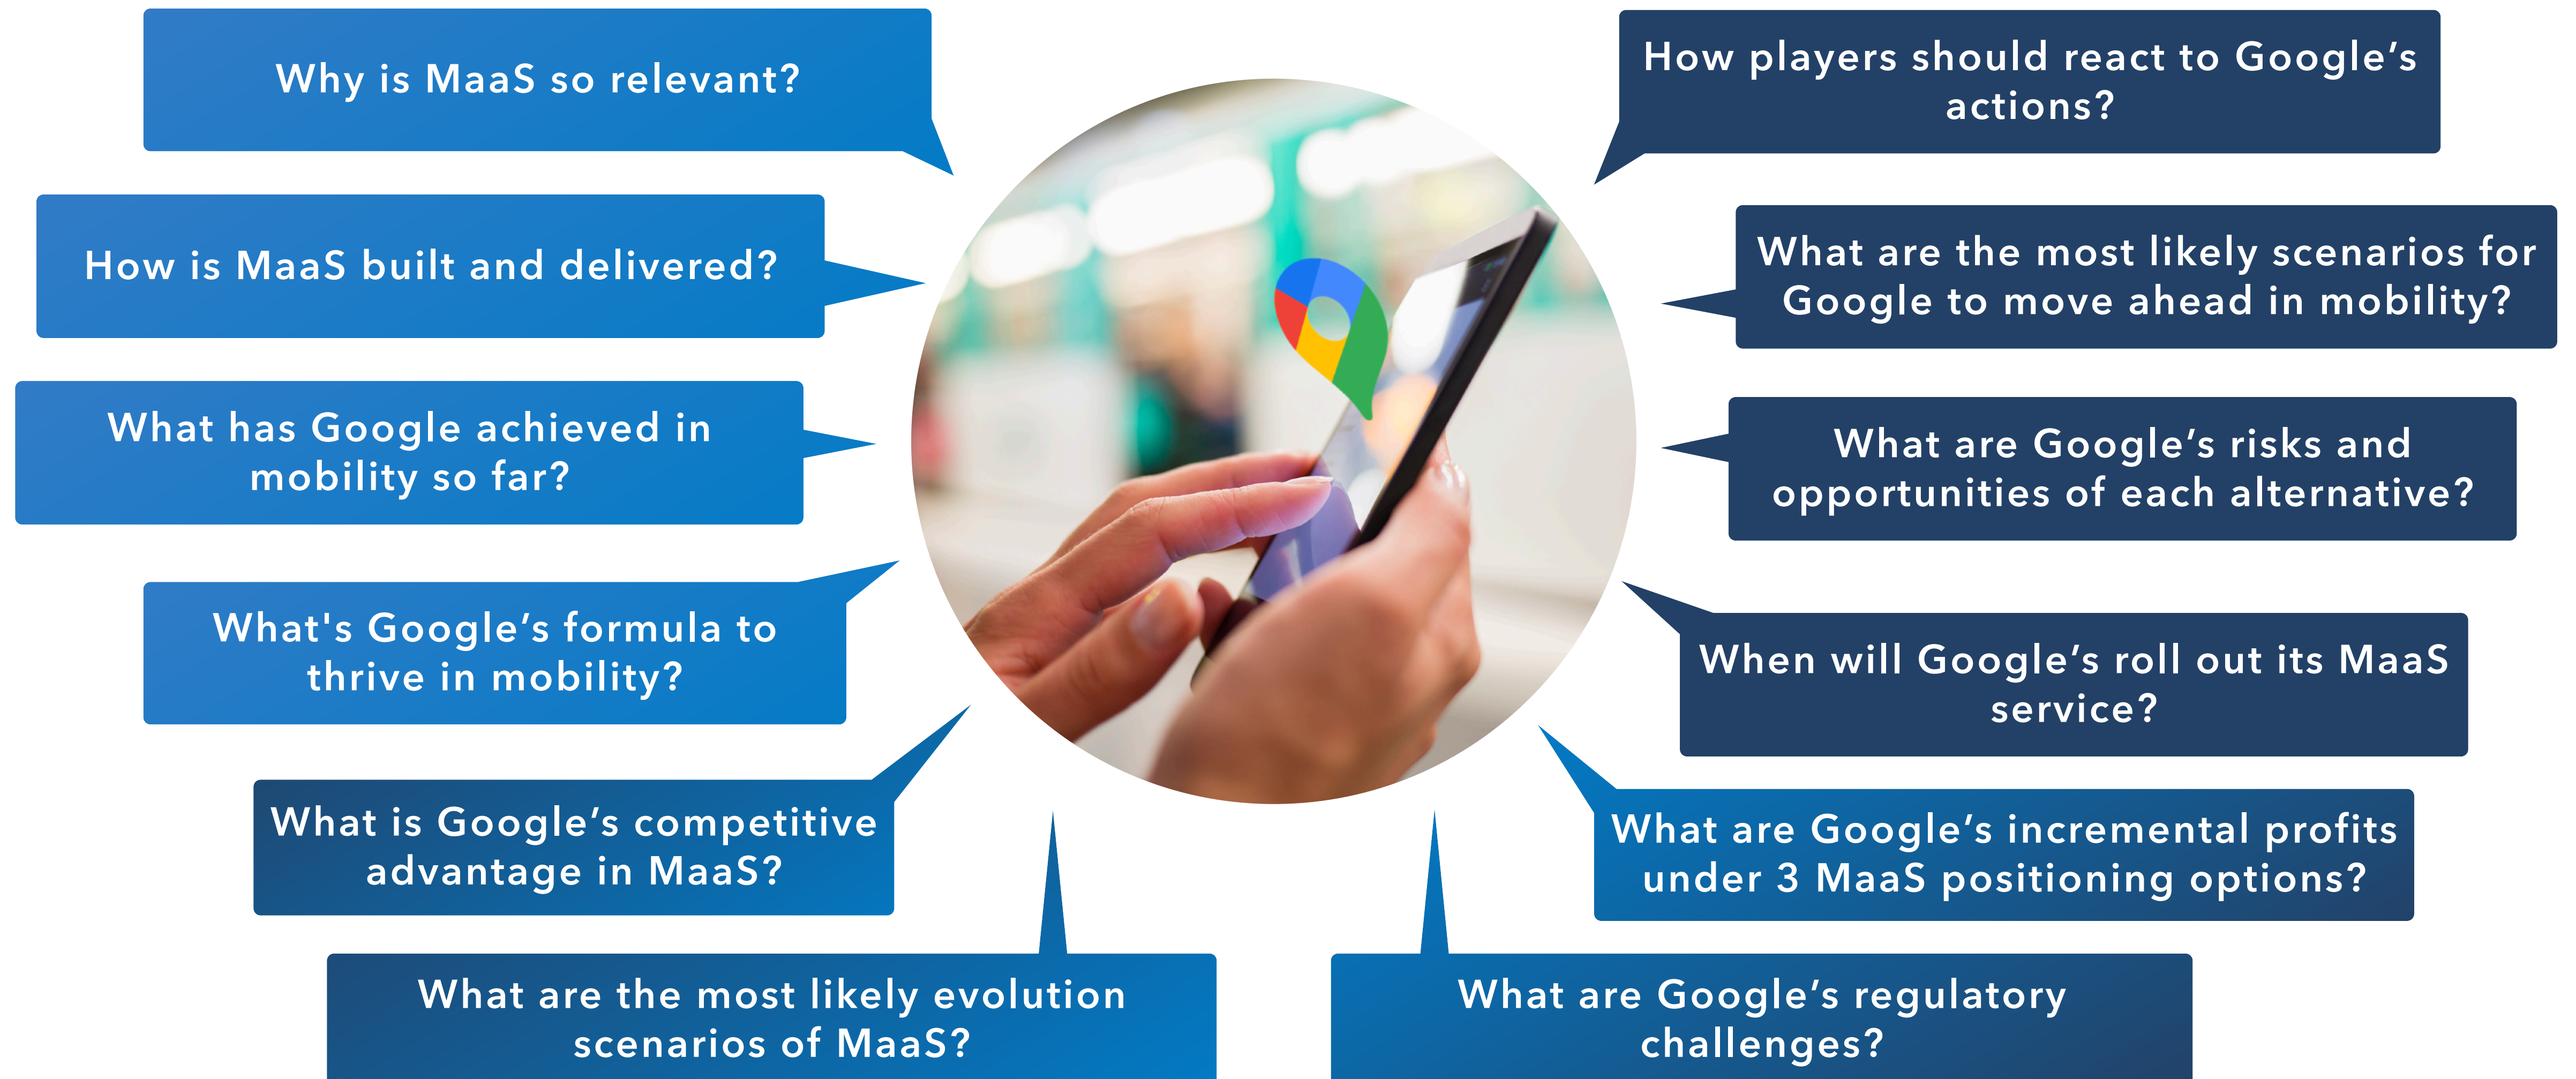 Why is MaaS so relevant?
How is MaaS built and delivered?
What has Google achieved in
mobility so far?
What's Google’s formula to
thrive in mobility?
What is Google’s competitive
advantage in MaaS?
What are the most likely evolution
scenarios of MaaS?
How players should react to Google’s
actions?
What are the most likely scenarios for
Google to move ahead in mobility?
What are Google’s risks and
opportunities of each alternative?
When will Google’s roll out its MaaS
service?
What are Google’s incremental profits
under 3 MaaS positioning options?
What are Google’s regulatory
challenges?